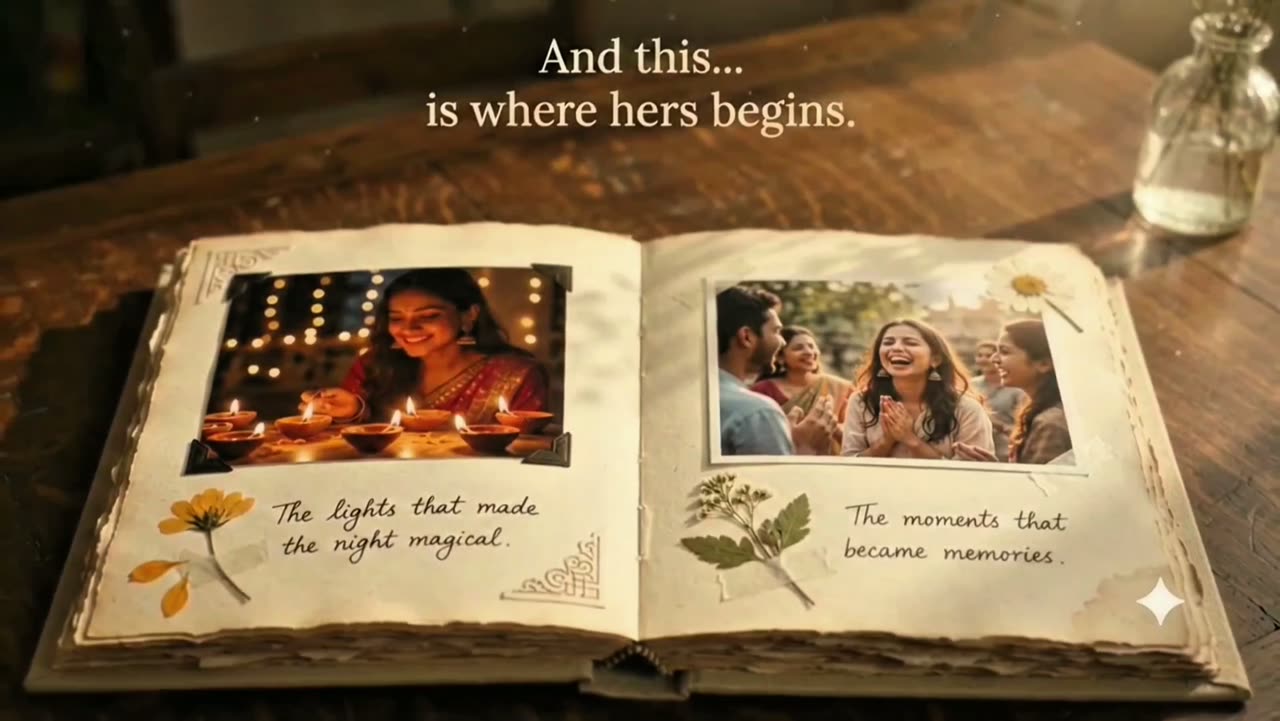 And this...
is where hers begins.
The lights that made
the night magical.
The moments that
became memories.